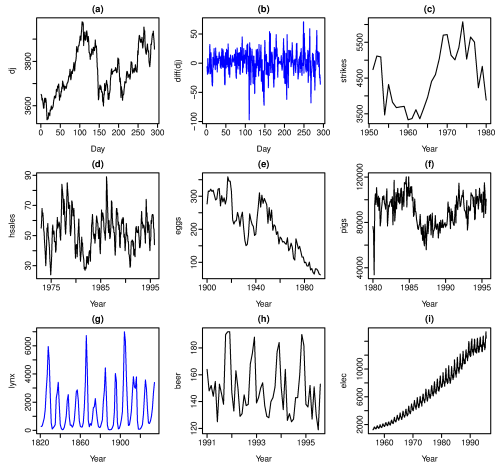 (a) (b) (c)
dj 3600 3800
0 50 100 150 200 250 300
Day
diff(dj) -100 -50 0 50
0 50 100 150 200 250 300
Day
strikes 3500 4500 5500
1950 1960 1970 1980
Year
(d) (e) (f)
hsales 30 50 70 90
1975 1985 1995
Year
eggs 100 200 300
1900 1940 1980
Year
pigs 40000 80000 120000
1980 1985 1990 1995
Year
(g) (h) (i)
lynx 0 2000 4000 6000
1820 1860 1900
Year
beer 120 140 160 180
1991 1993 1995
Year
elec 2000 6000 10000
1960 1970 1980 1990
Year